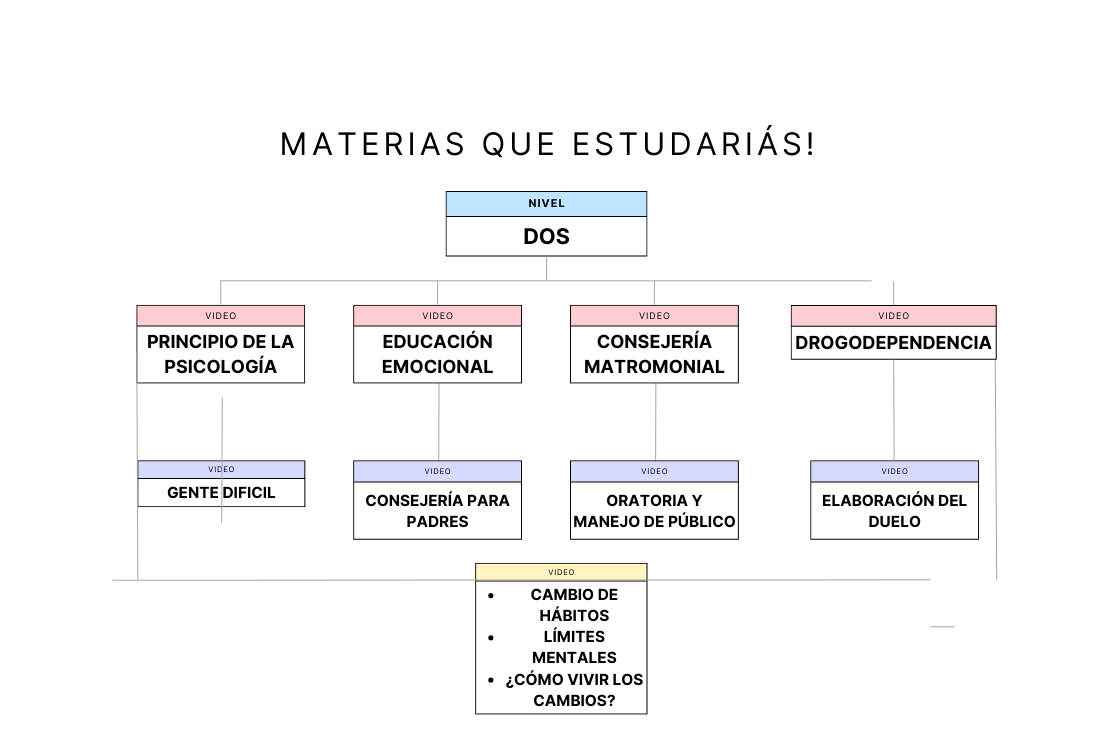 MATERIAS QUE ESTUDARIÁS!
NIVEL
DOS
VIDEO
PRINCIPIO DE LA
PSICOLOGÍA
VIDEO
EDUCACIÓN
EMOCIONAL
VIDEO
CONSEJERÍA
MATROMONIAL
VIDEO
DROGODEPENDENCIA
VIDEO
GENTE DIFICIL
VIDEO
CONSEJERÍA PARA
PADRES
VIDEO
ORATORIA Y
MANEJO DE PÚBLICO
VIDEO
ELABORACIÓN DEL
DUELO
VIDEO
• CAMBIO DE
HÁBITOS
• LÍMITES
MENTALES
• ¿CÓMO VIVIR LOS
CAMBIOS?